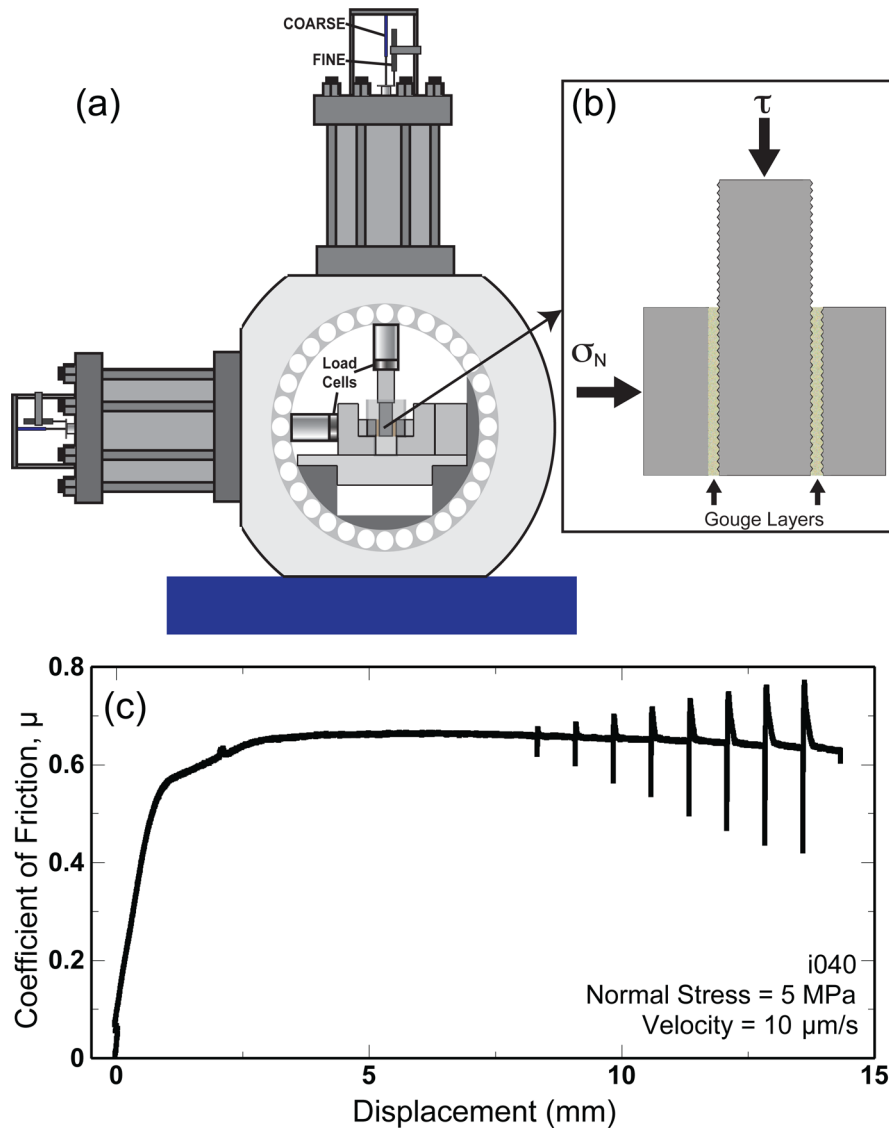 COARSE
FINE
(a)
Load
Cells
(b)
τ
σN
Gouge Layers
(c)
0.8
0.6
0.4
0.2
0
Coefficient of Friction, μ
i040
Normal Stress = 5 MPa
Velocity = 10 μm/s
0
5
10
15
Displacement (mm)